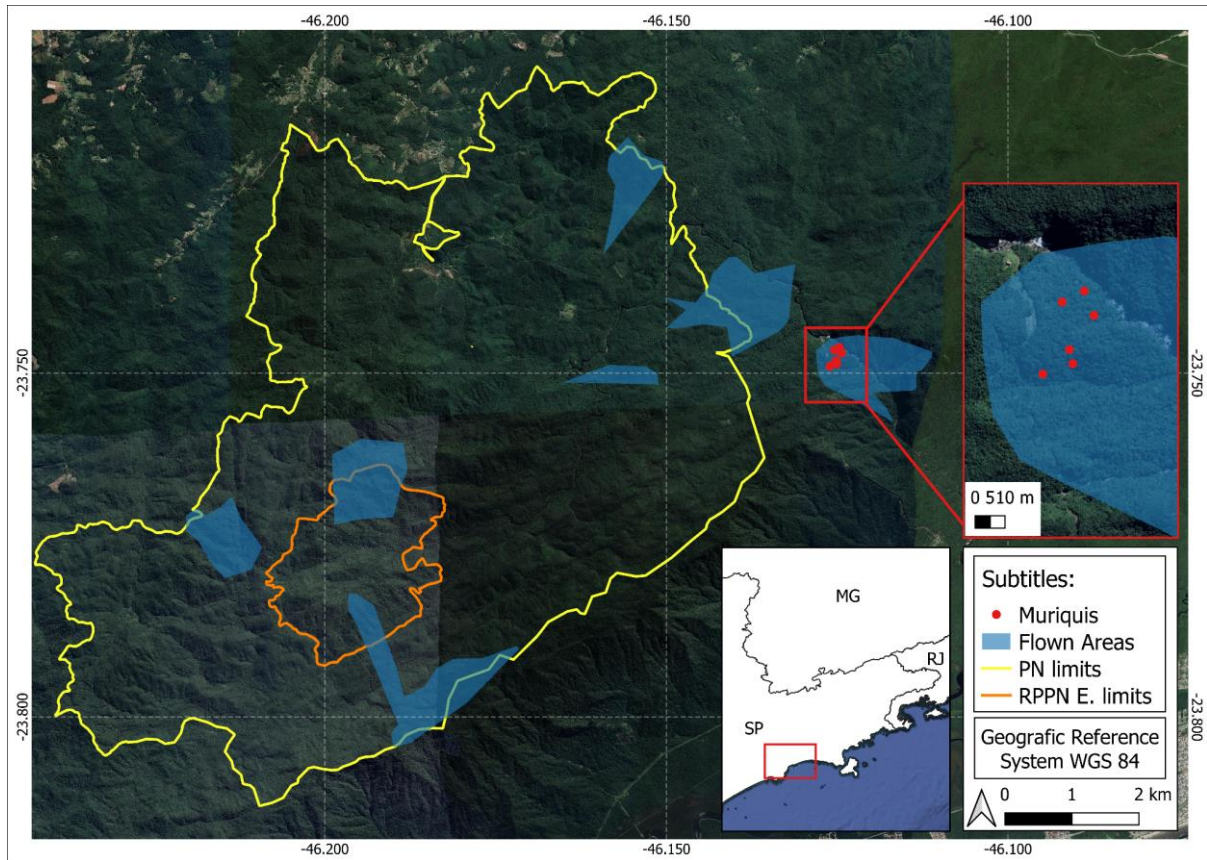 -46.200
-46.150
-46.100
-23.750
-23.750
0 510 m
MG
RJ
SP
Subtitles:
Muriquis
Flown Areas
PN limits
RPPN E. limits
Geografic Reference
System WGS 84
0 1 2 km
-23.800
-23.800
-46.200
-46.150
-46.100